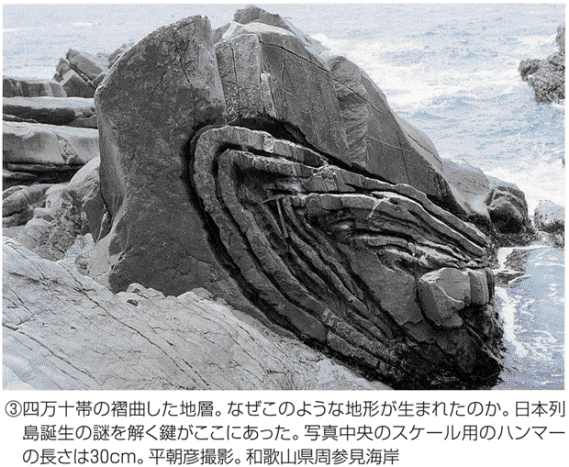 ③四万十帯の褶曲した地層。なぜこのような地形が生まれたのか。日本列
島誕生の謎を解く鍵がここにあった。写真中央のスケール用のハンマー
の長さは30cm。平朝彦撮影。和歌山県周参見海岸